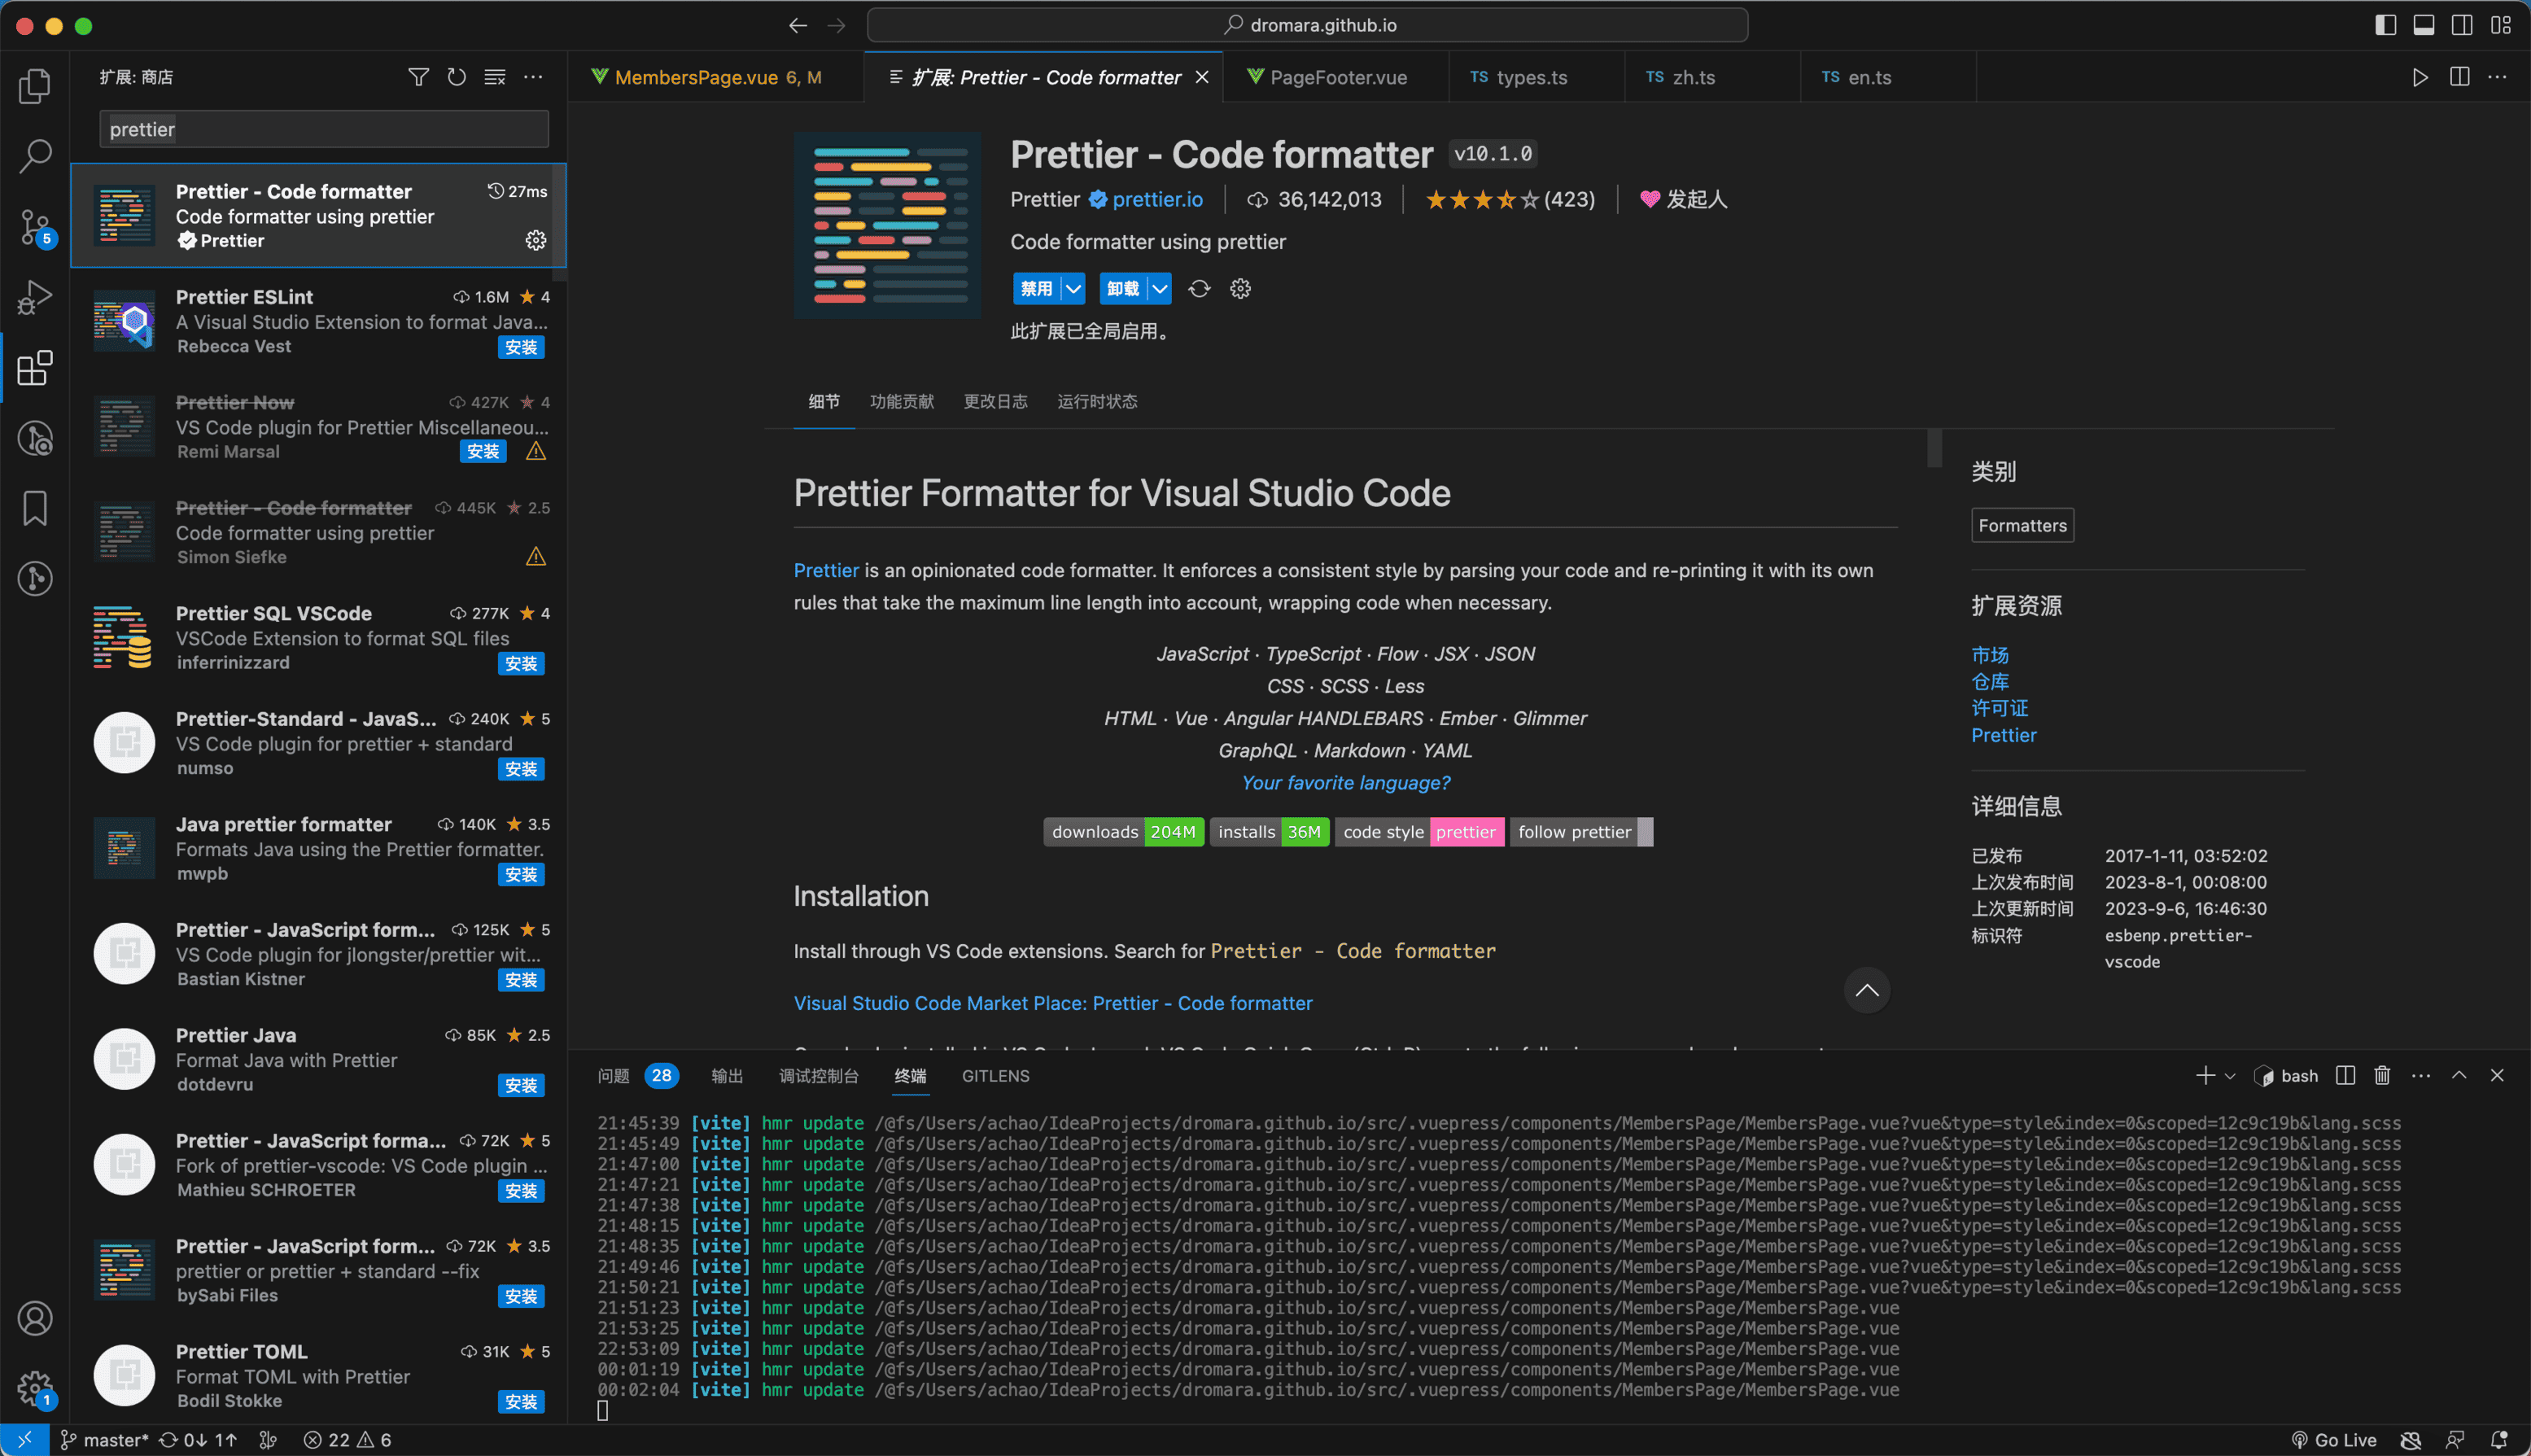 dromara.github.io
扩展: 商店
prettier
5
1
Prettier - Code formatter 27ms
Code formatter using prettier
Prettier
Prettier ESLint 1.6M 4
A Visual Studio Extension to format Java...
Rebecca Vest 安装
Prettier Now 427K 4
VS Code plugin for Prettier Miscellaneou...
Remi Marsal 安装
Prettier - Code formatter 445K 2.5
Code formatter using prettier
Simon Siefke
Prettier SQL VSCode 277K 4
VSCode Extension to format SQL files
inferrinizzard 安装
Prettier-Standard - JavaS... 240K 5
VS Code plugin for prettier + standard
numso 安装
Java prettier formatter 140K 3.5
Formats Java using the Prettier formatter.
mwpb 安装
Prettier - JavaScript form... 125K 5
VS Code plugin for jlongster/prettier wit...
Bastian Kistner 安装
Prettier Java 85K 2.5
Format Java with Prettier
dotdevru 安装
Prettier - JavaScript forma... 72K 5
Fork of prettier-vscode: VS Code plugin ...
Mathieu SCHROETER 安装
Prettier - JavaScript form... 72K 3.5
prettier or prettier + standard --fix
bySabi Files 安装
Prettier TOML 31K 5
Format TOML with Prettier
Bodil Stokke 安装
MembersPage.vue 6, M
扩展: Prettier - Code formatter
PageFooter.vue
TS types.ts
TS zh.ts
TS en.ts
Prettier - Code formatter v10.1.0
Prettier prettier.io 36,142,013 (423) 发起人
Code formatter using prettier
禁用 卸载
此扩展已全局启用。
细节 功能贡献 更改日志 运行时状态
Prettier Formatter for Visual Studio Code
Prettier is an opinionated code formatter. It enforces a consistent style by parsing your code and re-printing it with its own
rules that take the maximum line length into account, wrapping code when necessary.
JavaScript · TypeScript · Flow · JSX · JSON
CSS · SCSS · Less
HTML · Vue · Angular HANDLEBARS · Ember · Glimmer
GraphQL · Markdown · YAML
Your favorite language?
downloads 204M installs 36M code style prettier follow prettier
Installation
Install through VS Code extensions. Search for Prettier - Code formatter
Visual Studio Code Market Place: Prettier - Code formatter
类别
Formatters
扩展资源
市场
仓库
许可证
Prettier
详细信息
已发布 2017-1-11, 03:52:02
上次发布时间 2023-8-1, 00:08:00
上次更新时间 2023-9-6, 16:46:30
标识符 esbenp.prettier-
vscode
问题 28 输出 调试控制台 终端 GITLENS bash
21:45:39 [vite] hmr update /@fs/Users/achao/IdeaProjects/dromara.github.io/src/.vuepress/components/MembersPage/MembersPage.vue?vue&type=style&index=0&scoped=12c9c19b&lang.scss
21:45:49 [vite] hmr update /@fs/Users/achao/IdeaProjects/dromara.github.io/src/.vuepress/components/MembersPage/MembersPage.vue?vue&type=style&index=0&scoped=12c9c19b&lang.scss
21:47:00 [vite] hmr update /@fs/Users/achao/IdeaProjects/dromara.github.io/src/.vuepress/components/MembersPage/MembersPage.vue?vue&type=style&index=0&scoped=12c9c19b&lang.scss
21:47:21 [vite] hmr update /@fs/Users/achao/IdeaProjects/dromara.github.io/src/.vuepress/components/MembersPage/MembersPage.vue?vue&type=style&index=0&scoped=12c9c19b&lang.scss
21:47:38 [vite] hmr update /@fs/Users/achao/IdeaProjects/dromara.github.io/src/.vuepress/components/MembersPage/MembersPage.vue?vue&type=style&index=0&scoped=12c9c19b&lang.scss
21:48:15 [vite] hmr update /@fs/Users/achao/IdeaProjects/dromara.github.io/src/.vuepress/components/MembersPage/MembersPage.vue?vue&type=style&index=0&scoped=12c9c19b&lang.scss
21:48:35 [vite] hmr update /@fs/Users/achao/IdeaProjects/dromara.github.io/src/.vuepress/components/MembersPage/MembersPage.vue?vue&type=style&index=0&scoped=12c9c19b&lang.scss
21:49:46 [vite] hmr update /@fs/Users/achao/IdeaProjects/dromara.github.io/src/.vuepress/components/MembersPage/MembersPage.vue?vue&type=style&index=0&scoped=12c9c19b&lang.scss
21:50:21 [vite] hmr update /@fs/Users/achao/IdeaProjects/dromara.github.io/src/.vuepress/components/MembersPage/MembersPage.vue?vue&type=style&index=0&scoped=12c9c19b&lang.scss
21:51:23 [vite] hmr update /@fs/Users/achao/IdeaProjects/dromara.github.io/src/.vuepress/components/MembersPage/MembersPage.vue
21:53:25 [vite] hmr update /@fs/Users/achao/IdeaProjects/dromara.github.io/src/.vuepress/components/MembersPage/MembersPage.vue
22:53:09 [vite] hmr update /@fs/Users/achao/IdeaProjects/dromara.github.io/src/.vuepress/components/MembersPage/MembersPage.vue
00:01:19 [vite] hmr update /@fs/Users/achao/IdeaProjects/dromara.github.io/src/.vuepress/components/MembersPage/MembersPage.vue
00:02:04 [vite] hmr update /@fs/Users/achao/IdeaProjects/dromara.github.io/src/.vuepress/components/MembersPage/MembersPage.vue
master* 0↓ 1↑ 22 6 Go Live